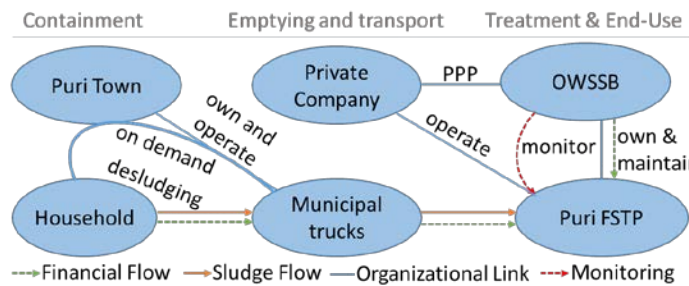 Containment
Emptying and transport
Treatment & End-Use
Puri Town
Private
Company
PPP
OWSSB
own and
operate
on demand
desludging
operate
monitor
own &
maintain
Household
Municipal
trucks
Puri FSTP
Financial Flow
Sludge Flow
Organizational Link
Monitoring